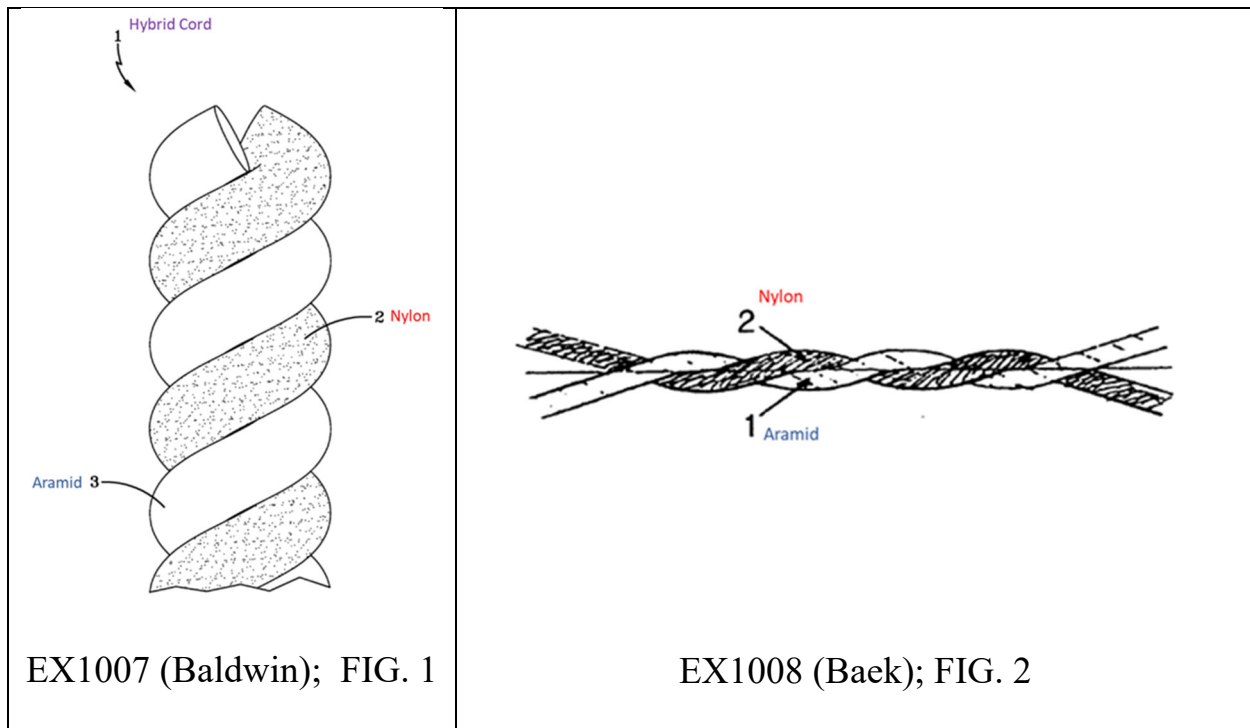 Hybrid Cord
1
2 Nylon
Aramid 3
EX1007 (Baldwin); FIG. 1
Nylon
2
1 Aramid
EX1008 (Baek); FIG. 2